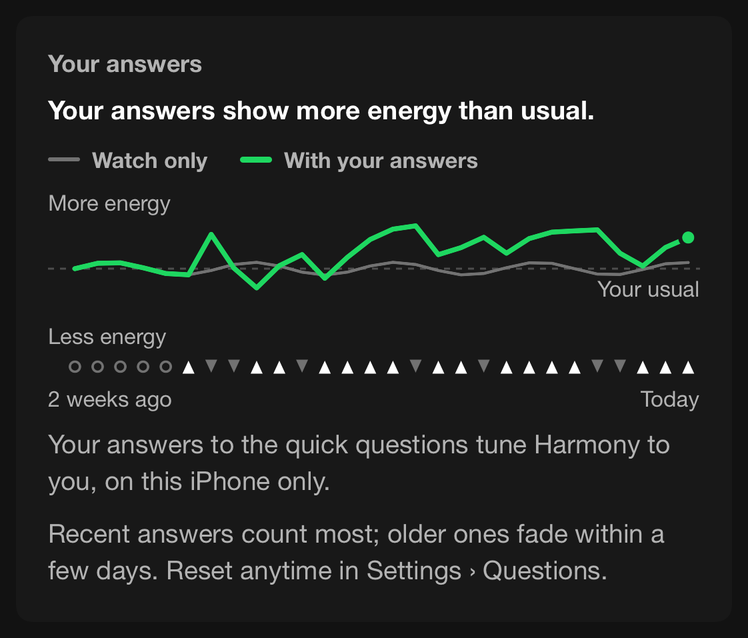 Your answers
Your answers show more energy than usual.
Watch only With your answers
More energy
Your usual
Less energy
2 weeks ago Today
Your answers to the quick questions tune Harmony to
you, on this iPhone only.
Recent answers count most; older ones fade within a
few days. Reset anytime in Settings › Questions.